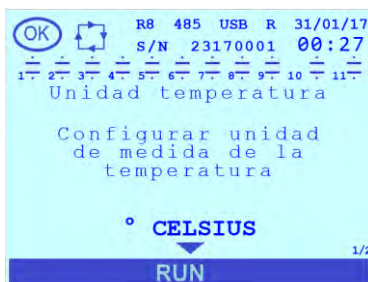 OK R8 485 USB R 31/01/17
S/N 23170001 00:27
1 2 3 4 5 6 7 8 9 10 11
Unidad temperatura
Configurar unidad
de medida de la
temperatura
° CELSIUS
1/2
RUN